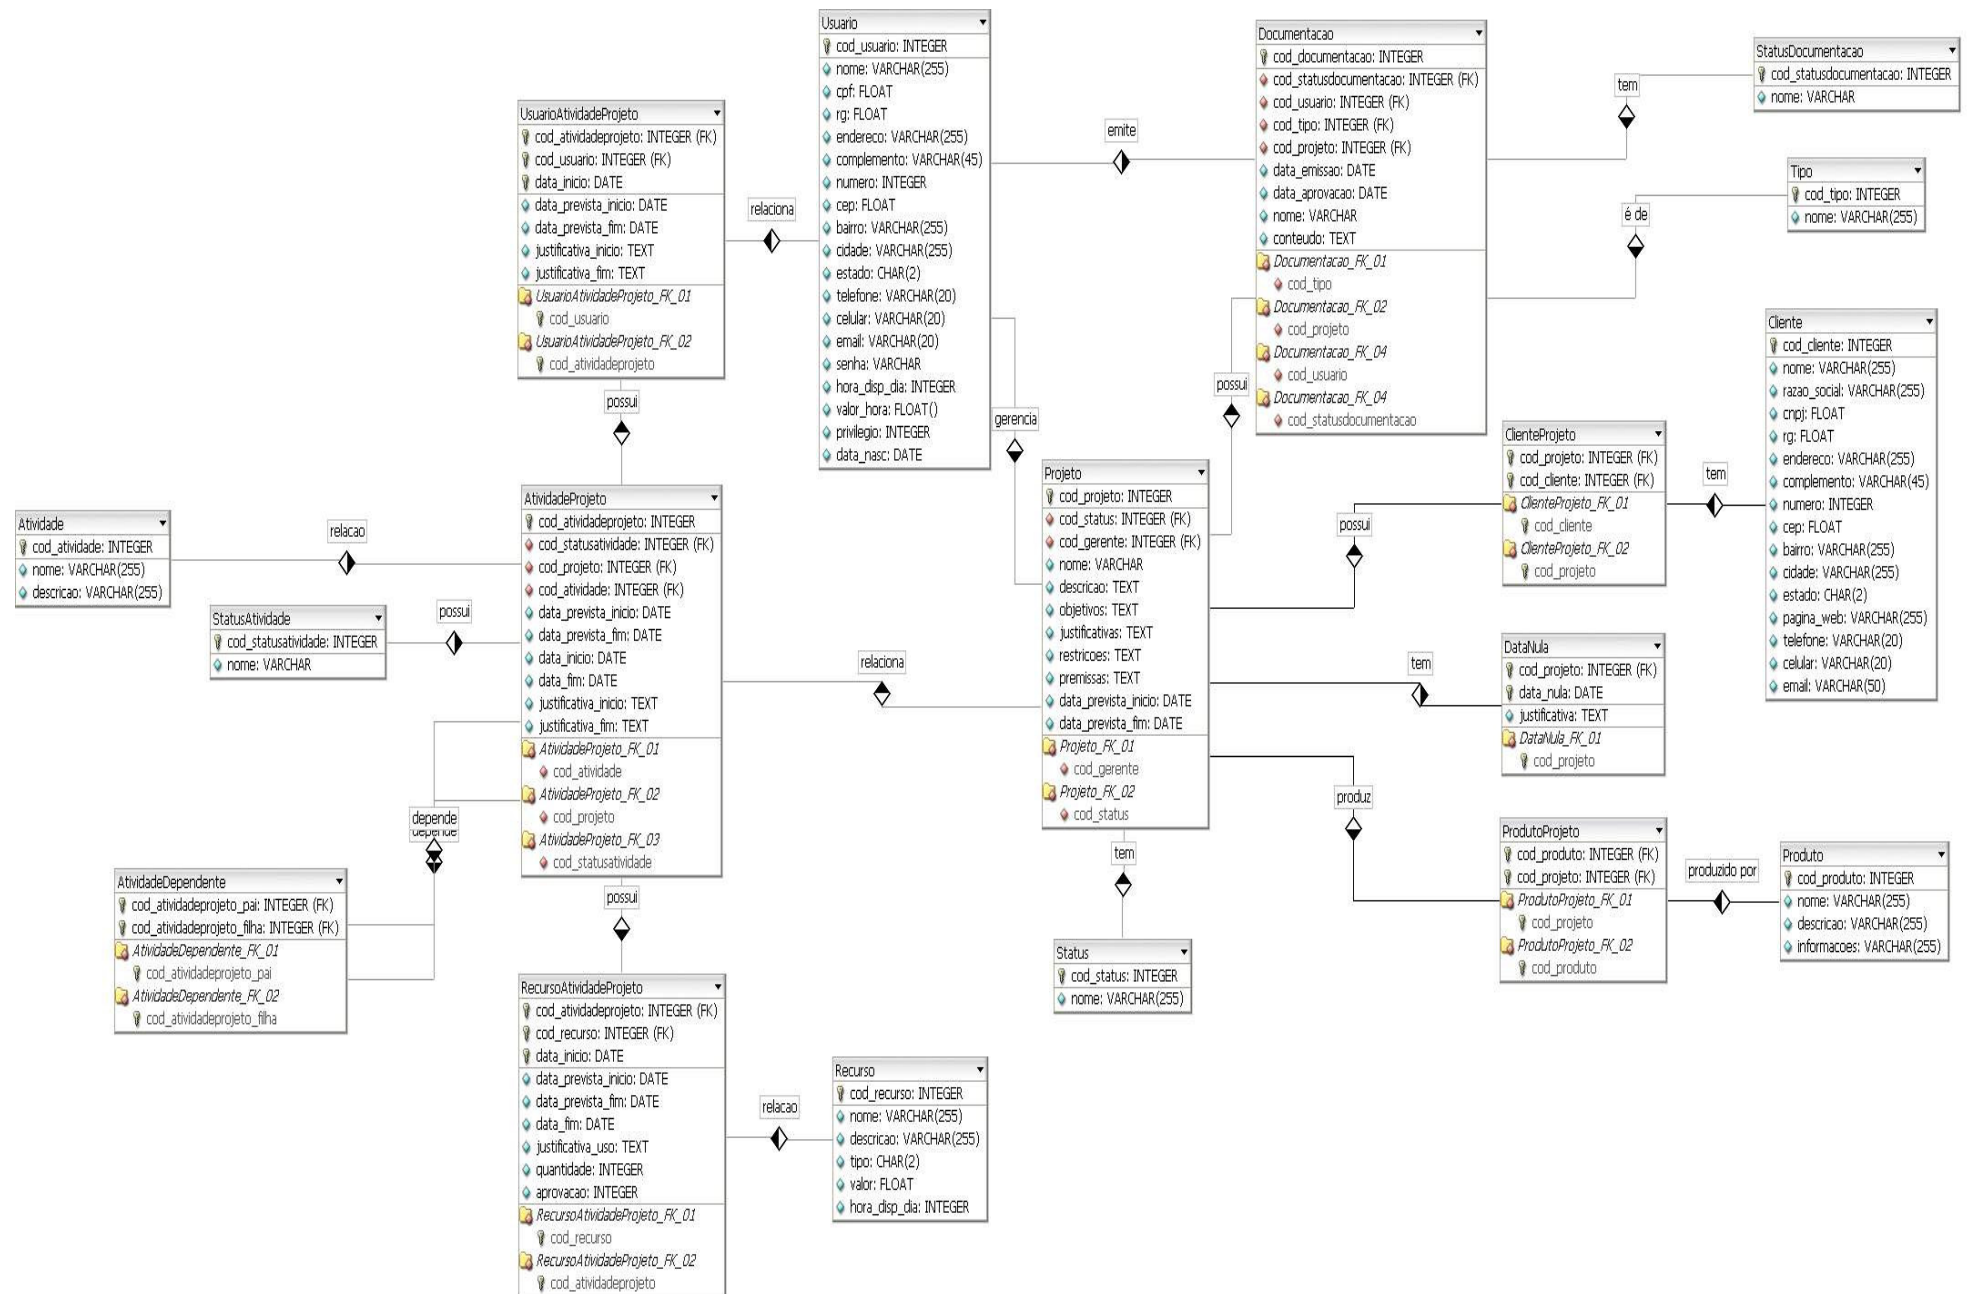 Usuario
cod_usuario: INTEGER
nome: VARCHAR(255)
cpf: FLOAT
rg: FLOAT
endereco: VARCHAR(255)
complemento: VARCHAR(45)
numero: INTEGER
cep: FLOAT
bairro: VARCHAR(255)
cidade: VARCHAR(255)
estado: CHAR(2)
telefone: VARCHAR(20)
celular: VARCHAR(20)
email: VARCHAR(20)
senha: VARCHAR
hora_disp_dia: INTEGER
valor_hora: FLOAT()
privilegio: INTEGER
data_nasc: DATE
Documentacao
cod_documentacao: INTEGER
cod_statusdocumentacao: INTEGER (FK)
cod_usuario: INTEGER (FK)
cod_tipo: INTEGER (FK)
cod_projeto: INTEGER (FK)
data_emissao: DATE
data_aprovacao: DATE
nome: VARCHAR
conteudo: TEXT
Documentacao_FK_01
cod_tipo
Documentacao_FK_02
cod_projeto
Documentacao_FK_04
cod_usuario
Documentacao_FK_04
cod_statusdocumentacao
StatusDocumentacao
cod_statusdocumentacao: INTEGER
nome: VARCHAR
tem
emite
Tipo
cod_tipo: INTEGER
nome: VARCHAR(255)
é de
UsuarioAtividadeProjeto
cod_atividadeprojeto: INTEGER (FK)
cod_usuario: INTEGER (FK)
data_inicio: DATE
data_prevista_inicio: DATE
data_prevista_fim: DATE
justificativa_inicio: TEXT
justificativa_fim: TEXT
UsuarioAtividadeProjeto_FK_01
cod_usuario
UsuarioAtividadeProjeto_FK_02
cod_atividadeprojeto
relaciona
possui
gerencia
possui
Cliente
cod_cliente: INTEGER
nome: VARCHAR(255)
razao_social: VARCHAR(255)
cnpj: FLOAT
rg: FLOAT
endereco: VARCHAR(255)
complemento: VARCHAR(45)
numero: INTEGER
cep: FLOAT
bairro: VARCHAR(255)
cidade: VARCHAR(255)
estado: CHAR(2)
pagina_web: VARCHAR(255)
telefone: VARCHAR(20)
celular: VARCHAR(20)
email: VARCHAR(50)
ClienteProjeto
cod_projeto: INTEGER (FK)
cod_cliente: INTEGER (FK)
ClienteProjeto_FK_01
cod_cliente
ClienteProjeto_FK_02
cod_projeto
tem
possui
Projeto
cod_projeto: INTEGER
cod_status: INTEGER (FK)
cod_gerente: INTEGER (FK)
nome: VARCHAR
descricao: TEXT
objetivos: TEXT
justificativas: TEXT
restricoes: TEXT
premissas: TEXT
data_prevista_inicio: DATE
data_prevista_fim: DATE
Projeto_FK_01
cod_gerente
Projeto_FK_02
cod_status
AtividadeProjeto
cod_atividadeprojeto: INTEGER
cod_statusatividade: INTEGER (FK)
cod_projeto: INTEGER (FK)
cod_atividade: INTEGER (FK)
data_prevista_inicio: DATE
data_prevista_fim: DATE
data_inicio: DATE
data_fim: DATE
justificativa_inicio: TEXT
justificativa_fim: TEXT
AtividadeProjeto_FK_01
cod_atividade
AtividadeProjeto_FK_02
cod_projeto
AtividadeProjeto_FK_03
cod_statusatividade
Atividade
cod_atividade: INTEGER
nome: VARCHAR(255)
descricao: VARCHAR(255)
relacao
StatusAtividade
cod_statusatividade: INTEGER
nome: VARCHAR
possui
relaciona
tem
DataNula
cod_projeto: INTEGER (FK)
data_nula: DATE
justificativa: TEXT
DataNula_FK_01
cod_projeto
produz
ProdutoProjeto
cod_produto: INTEGER (FK)
cod_projeto: INTEGER (FK)
ProdutoProjeto_FK_01
cod_projeto
ProdutoProjeto_FK_02
cod_produto
produzido por
Produto
cod_produto: INTEGER
nome: VARCHAR(255)
descricao: VARCHAR(255)
informacoes: VARCHAR(255)
depende
depende
AtividadeDependente
cod_atividadeprojeto_pai: INTEGER (FK)
cod_atividadeprojeto_filha: INTEGER (FK)
AtividadeDependente_FK_01
cod_atividadeprojeto_pai
AtividadeDependente_FK_02
cod_atividadeprojeto_filha
possui
tem
Status
cod_status: INTEGER
nome: VARCHAR(255)
RecursoAtividadeProjeto
cod_atividadeprojeto: INTEGER (FK)
cod_recurso: INTEGER (FK)
data_inicio: DATE
data_prevista_inicio: DATE
data_prevista_fim: DATE
data_fim: DATE
justificativa_uso: TEXT
quantidade: INTEGER
aprovacao: INTEGER
RecursoAtividadeProjeto_FK_01
cod_recurso
RecursoAtividadeProjeto_FK_02
cod_atividadeprojeto
relacao
Recurso
cod_recurso: INTEGER
nome: VARCHAR(255)
descricao: VARCHAR(255)
tipo: CHAR(2)
valor: FLOAT
hora_disp_dia: INTEGER